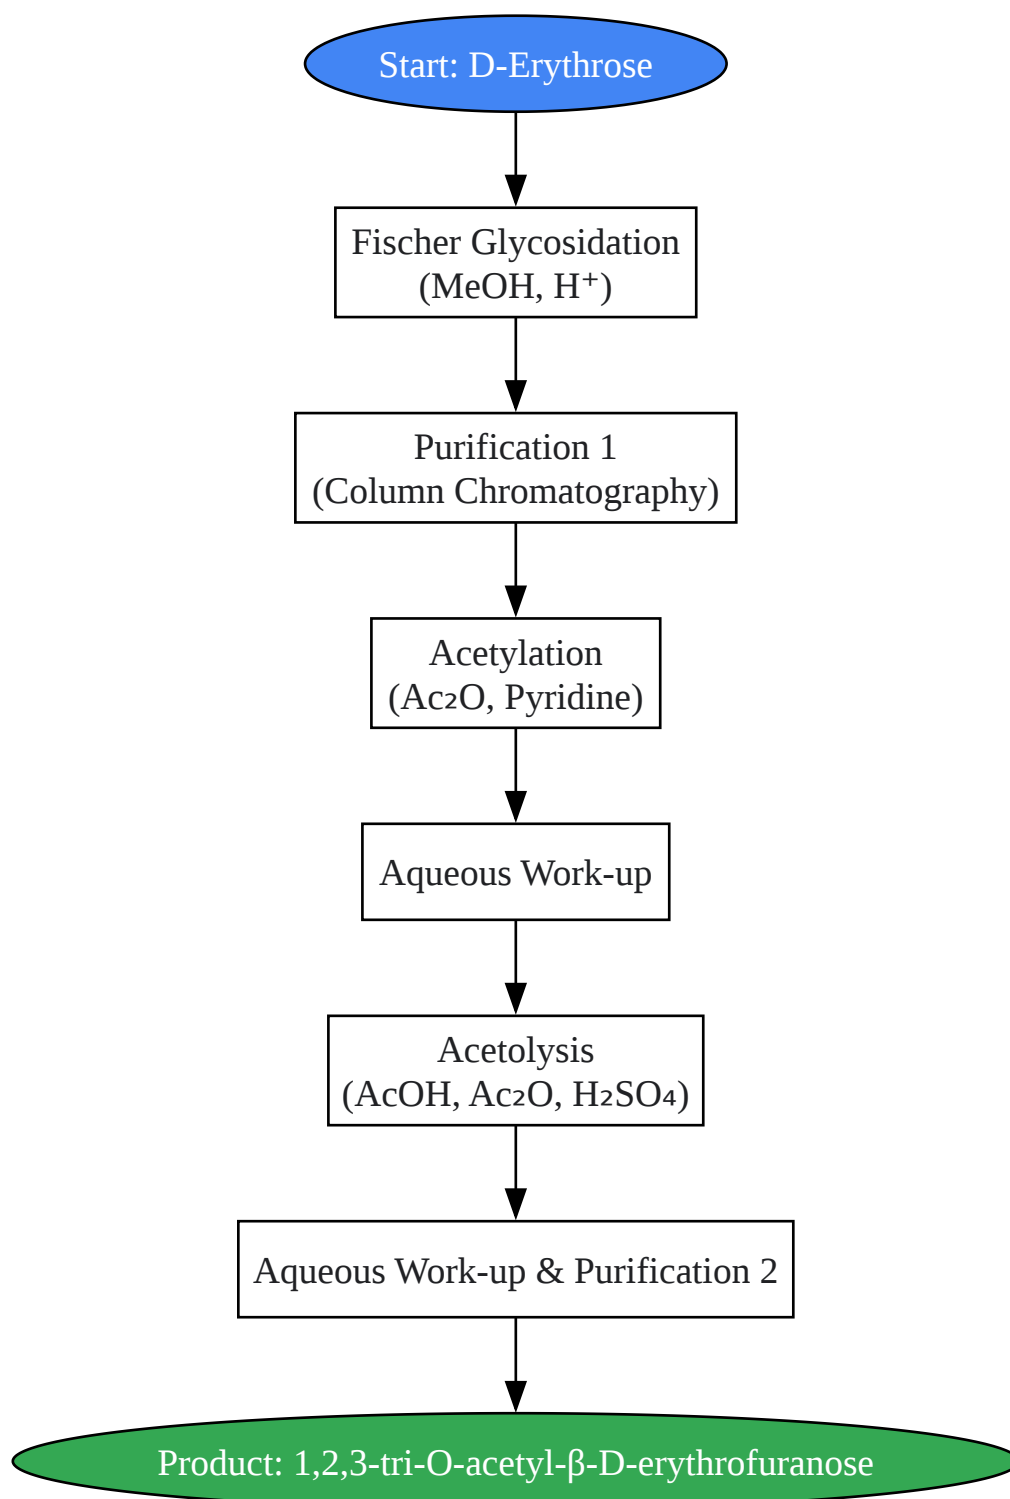 Start: D-Erythrose
Fischer Glycosidation
(MeOH, H⁺)
Purification 1
(Column Chromatography)
Acetylation
(Ac₂O, Pyridine)
Aqueous Work-up
Acetolysis
(AcOH, Ac₂O, H₂SO₄)
Aqueous Work-up & Purification 2
Product: 1,2,3-tri-O-acetyl-β-D-erythrofuranose